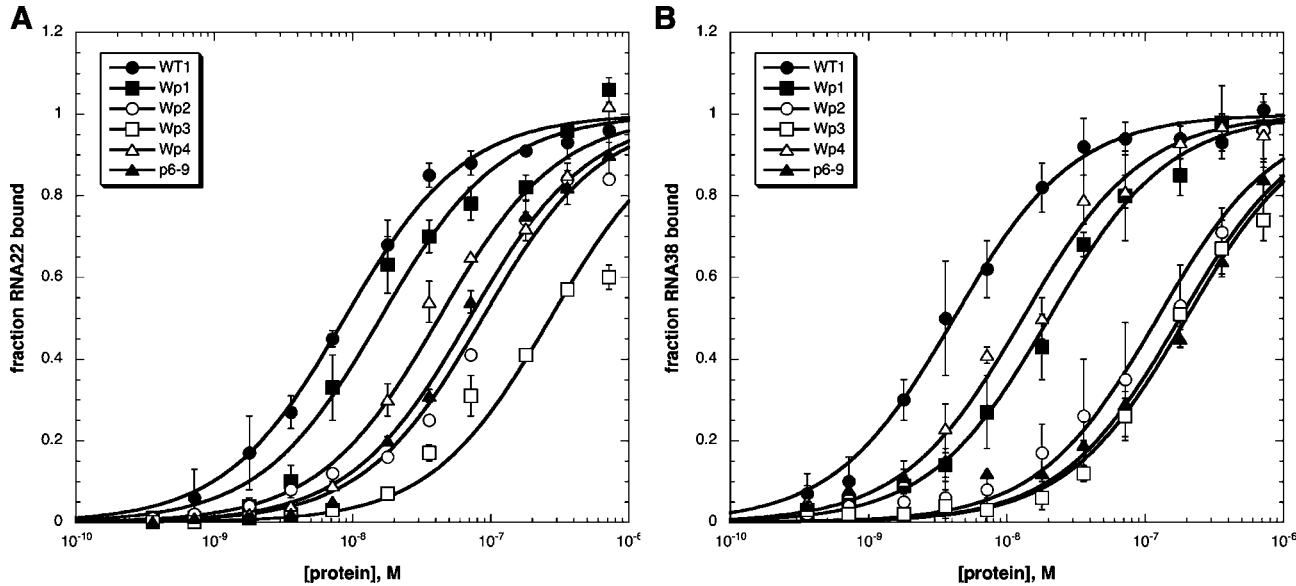 A
fraction RNA22 bound
1.2
1
0.8
0.6
0.4
0.2
0
WT1
Wp1
Wp2
Wp3
Wp4
p6-9
10-10
10-9
10-8
10-7
10-6
[protein], M
B
fraction RNA38 bound
1.2
1
0.8
0.6
0.4
0.2
0
WT1
Wp1
Wp2
Wp3
Wp4
p6-9
10-10
10-9
10-8
10-7
10-6
[protein], M